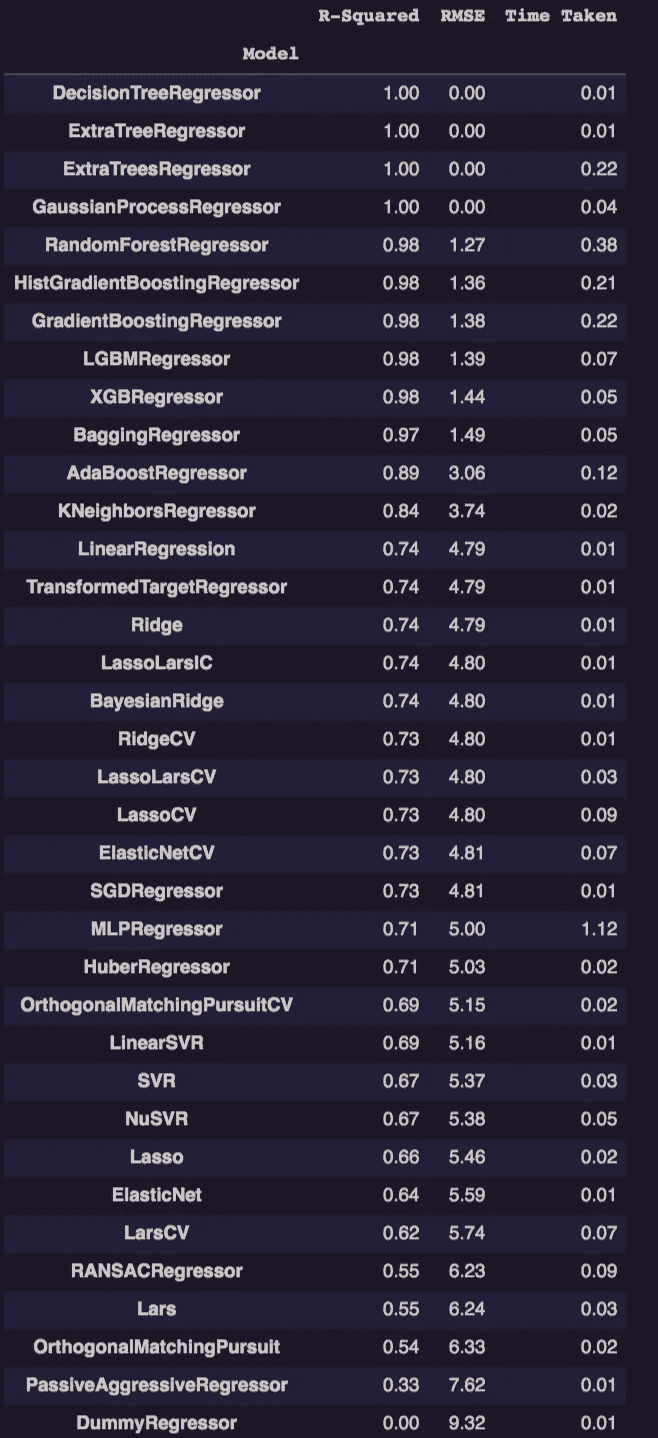 R-Squared RMSE Time Taken
Model
DecisionTreeRegressor 1.00 0.00 0.01
ExtraTreeRegressor 1.00 0.00 0.01
ExtraTreesRegressor 1.00 0.00 0.22
GaussianProcessRegressor 1.00 0.00 0.04
RandomForestRegressor 0.98 1.27 0.38
HistGradientBoostingRegressor 0.98 1.36 0.21
GradientBoostingRegressor 0.98 1.38 0.22
LGBMRegressor 0.98 1.39 0.07
XGBRegressor 0.98 1.44 0.05
BaggingRegressor 0.97 1.49 0.05
AdaBoostRegressor 0.89 3.06 0.12
KNeighborsRegressor 0.84 3.74 0.02
LinearRegression 0.74 4.79 0.01
TransformedTargetRegressor 0.74 4.79 0.01
Ridge 0.74 4.79 0.01
LassoLarsIC 0.74 4.80 0.01
BayesianRidge 0.74 4.80 0.01
RidgeCV 0.73 4.80 0.01
LassoLarsCV 0.73 4.80 0.03
LassoCV 0.73 4.80 0.09
ElasticNetCV 0.73 4.81 0.07
SGDRegressor 0.73 4.81 0.01
MLPRegressor 0.71 5.00 1.12
HuberRegressor 0.71 5.03 0.02
OrthogonalMatchingPursuitCV 0.69 5.15 0.02
LinearSVR 0.69 5.16 0.01
SVR 0.67 5.37 0.03
NuSVR 0.67 5.38 0.05
Lasso 0.66 5.46 0.02
ElasticNet 0.64 5.59 0.01
LarsCV 0.62 5.74 0.07
RANSACRegressor 0.55 6.23 0.09
Lars 0.55 6.24 0.03
OrthogonalMatchingPursuit 0.54 6.33 0.02
PassiveAggressiveRegressor 0.33 7.62 0.01
DummyRegressor 0.00 9.32 0.01